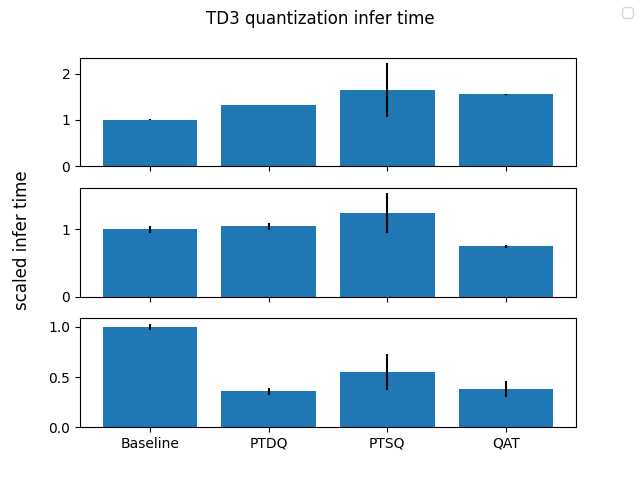 TD3 quantization infer time
scaled infer time
2
1
0
1
0
1.0
0.5
0.0
Baseline PTDQ PTSQ QAT